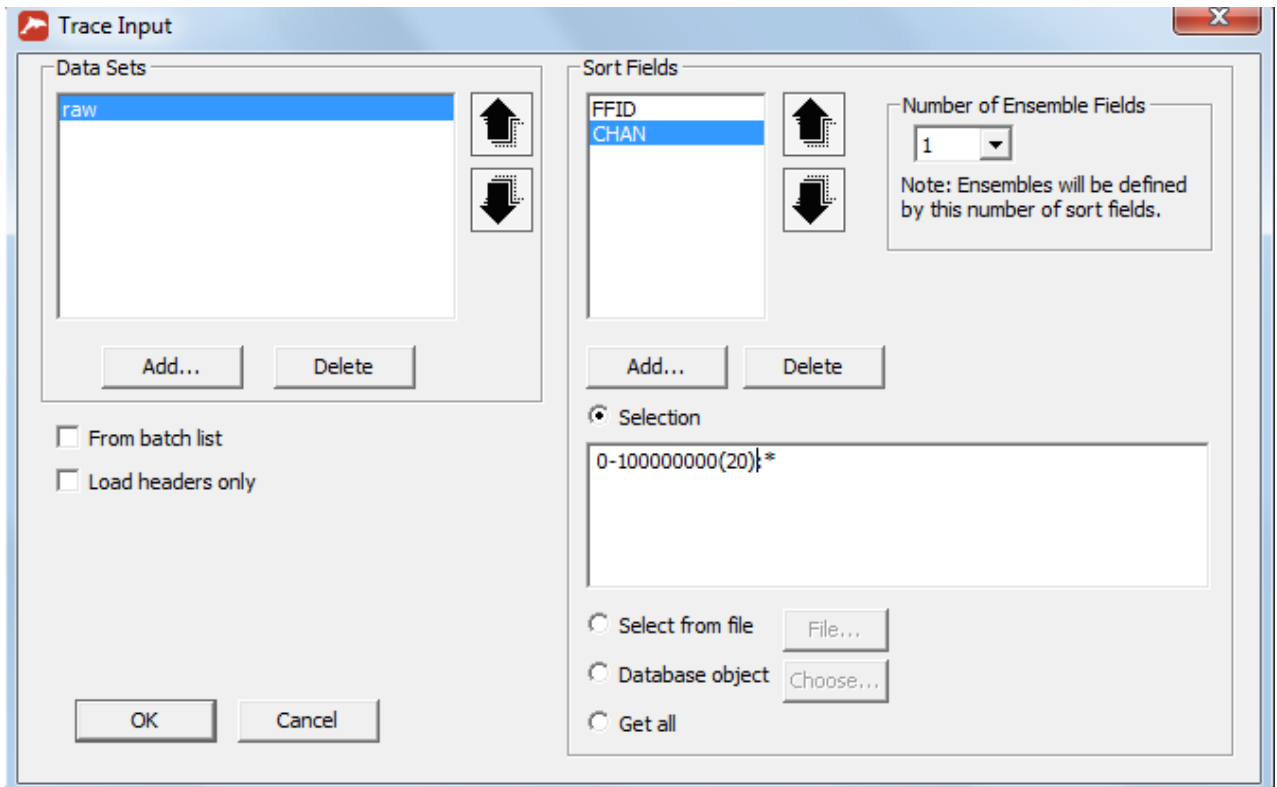 Trace Input
Data Sets
raw
Add...
Delete
From batch list
Load headers only
OK
Cancel
Sort Fields
FFID
CHAN
Number of Ensemble Fields
1
Note: Ensembles will be defined
by this number of sort fields.
Add...
Delete
Selection
0-100000000(20):*
Select from file
File...
Database object
Choose...
Get all